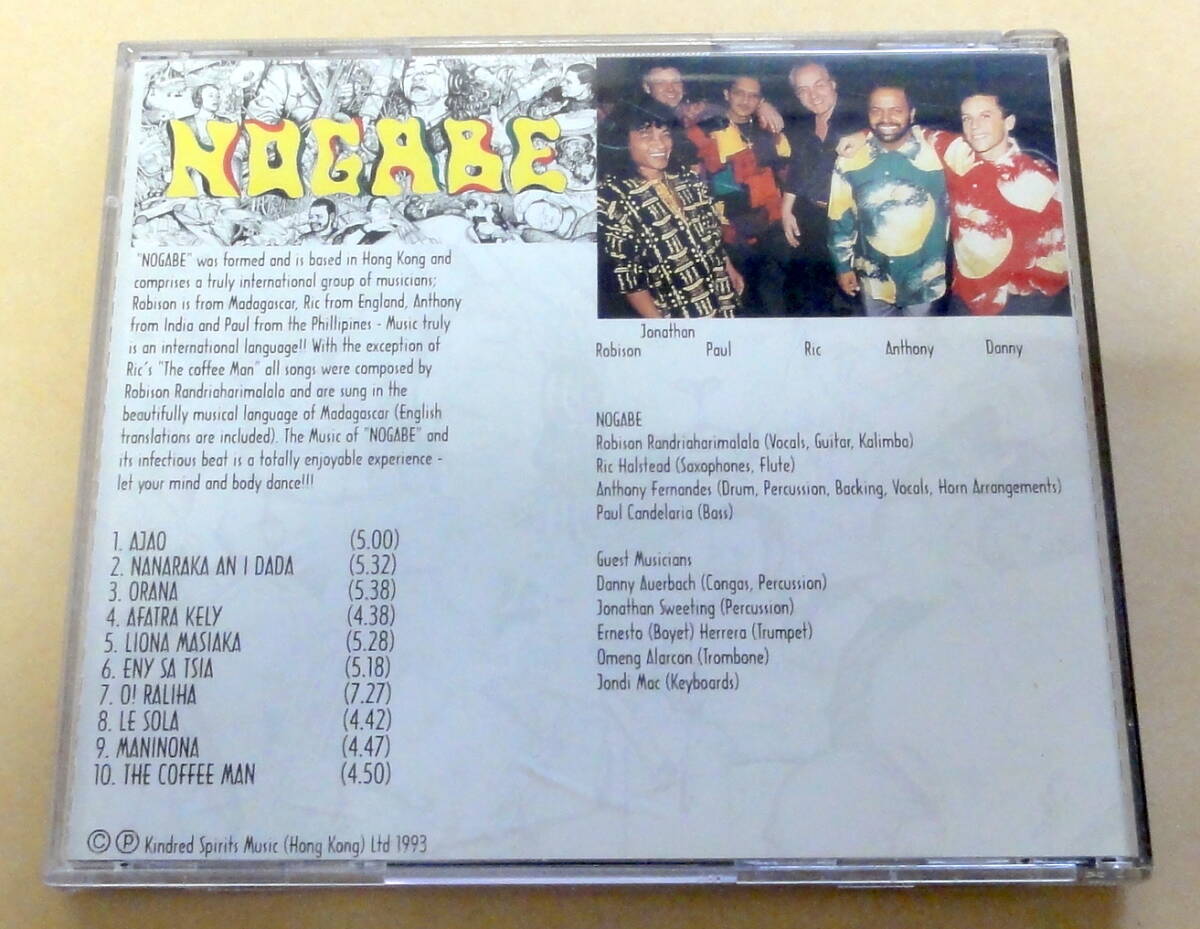 NOGABE
"NOGABE" was formed and is based in Hong Kong and
comprises a truly international group of musicians;
Robison is from Madagascar, Ric from England, Anthony
from India and Paul from the Phillipines - Music truly
is an international language!! With the exception of
Ric's "The coffee Man" all songs were composed by
Robison Randriaharimalala and are sung in the
beautifully musical language of Madagascar (English
translations are included). The Music of "NOGABE" and
its infectious beat is a totally enjoyable experience -
let your mind and body dance!!!
1. AJAO (5.00)
2. NANARAKA AN I DADA (5.32)
3. ORANA (5.38)
4. AFATRA KELY (4.38)
5. LIONA MASIAKA (5.28)
6. ENY SA TSIA (5.18)
7. O! RALIHA (7.27)
8. LE SOLA (4.42)
9. MANINONA (4.47)
10. THE COFFEE MAN (4.50)
© ℗ Kindred Spirits Music (Hong Kong) Ltd 1993
Jonathan
Robison Paul Ric Anthony Danny
NOGABE
Robison Randriaharimalala (Vocals, Guitar, Kalimba)
Ric Halstead (Saxophones, Flute)
Anthony Fernandes (Drum, Percussion, Backing, Vocals, Horn Arrangements)
Paul Candelaria (Bass)
Guest Musicians
Danny Auerbach (Congas, Percussion)
Jonathan Sweeting (Percussion)
Ernesto (Boyet) Herrera (Trumpet)
Omeng Alarcon (Trombone)
Jondi Mac (Keyboards)